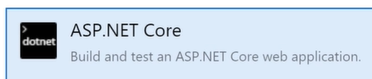 >
dotnet
ASP.NET Core
Build and test an ASP.NET Core web application.